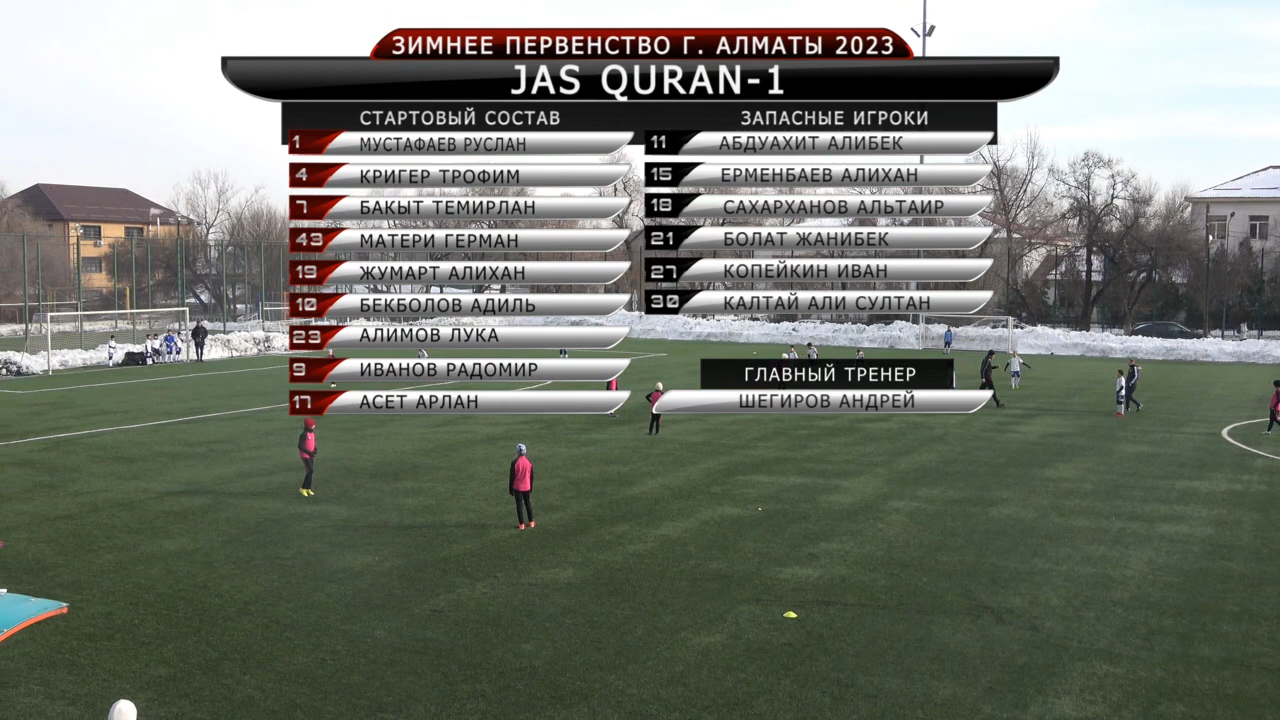 ЗИМНЕЕ ПЕРВЕНСТВО Г. АЛМАТЫ 2023
JAS QURAN-1
СТАРТОВЫЙ СОСТАВ
1 МУСТАФАЕВ РУСЛАН
4 КРИГЕР ТРОФИМ
7 БАКЫТ ТЕМИРЛАН
43 МАТЕРИ ГЕРМАН
19 ЖУМАРТ АЛИХАН
10 БЕКБОЛОВ АДИЛЬ
23 АЛИМОВ ЛУКА
9 ИВАНОВ РАДОМИР
17 АСЕТ АРЛАН
ЗАПАСНЫЕ ИГРОКИ
11 АБДУАХИТ АЛИБЕК
15 ЕРМЕНБАЕВ АЛИХАН
18 САХАРХАНОВ АЛЬТАИР
21 БОЛАТ ЖАНИБЕК
27 КОПЕЙКИН ИВАН
30 КАЛТАЙ АЛИ СУЛТАН
ГЛАВНЫЙ ТРЕНЕР
ШЕГИРОВ АНДРЕЙ